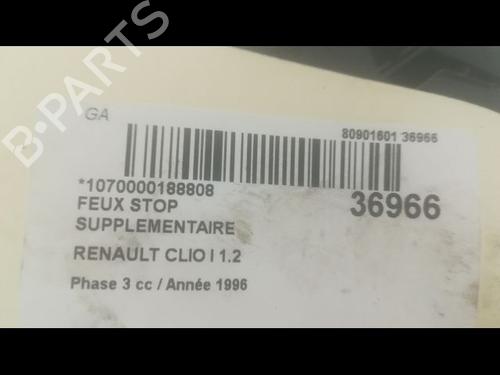 B-PARTS
GA
80901601 36966
*1070000188808
36966
FEUX STOP
SUPPLEMENTAIRE
RENAULT CLIO I 1.2
Phase 3 cc / Année 1996